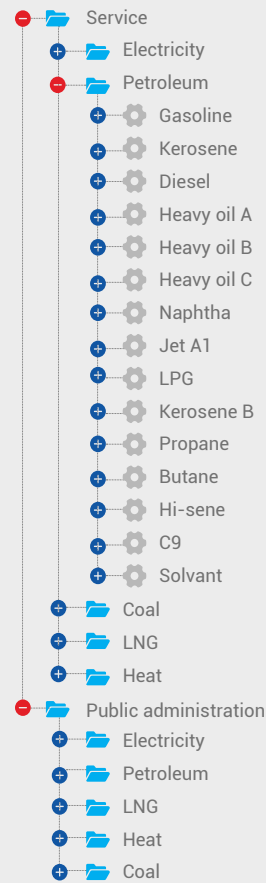 Service
Electricity
Petroleum
Gasoline
Kerosene
Diesel
Heavy oil A
Heavy oil B
Heavy oil C
Naphtha
Jet A1
LPG
Kerosene B
Propane
Butane
Hi-sene
C9
Solvant
Coal
LNG
Heat
Public administration
Electricity
Petroleum
LNG
Heat
Coal